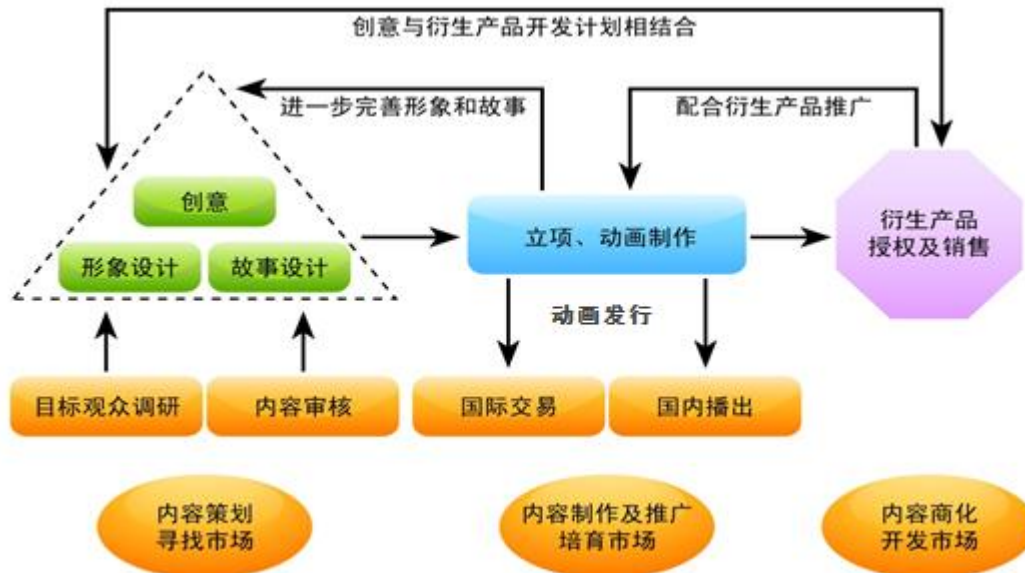 创意与衍生产品开发计划相结合
进一步完善形象和故事
配合衍生产品推广
创意
形象设计
故事设计
立项、动画制作
衍生产品
授权及销售
动画发行
目标观众调研
内容审核
国际交易
国内播出
内容策划
寻找市场
内容制作及推广
培育市场
内容商化
开发市场